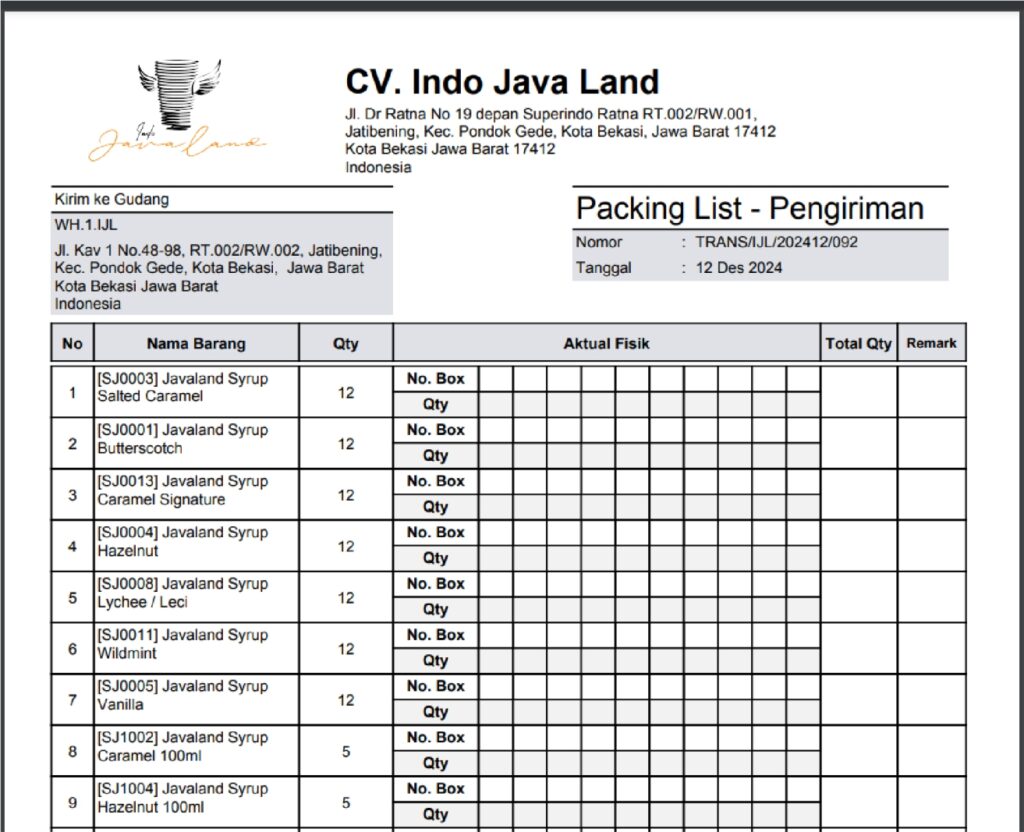 Indo
Java Land
CV. Indo Java Land
Jl. Dr Ratna No 19 depan Superindo Ratna RT.002/RW.001,
Jatibening, Kec. Pondok Gede, Kota Bekasi, Jawa Barat 17412
Kota Bekasi Jawa Barat 17412
Indonesia
Kirim ke Gudang
WH.1.IJL
Jl. Kav 1 No.48-98, RT.002/RW.002, Jatibening,
Kec. Pondok Gede, Kota Bekasi, Jawa Barat
Kota Bekasi Jawa Barat
Indonesia
Packing List - Pengiriman
Nomor : TRANS/IJL/202412/092
Tanggal : 12 Des 2024
No Nama Barang Qty Aktual Fisik Total Qty Remark
1 [SJ0003] Javaland Syrup
Salted Caramel 12 No. Box
Qty
2 [SJ0001] Javaland Syrup
Butterscotch 12 No. Box
Qty
3 [SJ0013] Javaland Syrup
Caramel Signature 12 No. Box
Qty
4 [SJ0004] Javaland Syrup
Hazelnut 12 No. Box
Qty
5 [SJ0008] Javaland Syrup
Lychee / Leci 12 No. Box
Qty
6 [SJ0011] Javaland Syrup
Wildmint 12 No. Box
Qty
7 [SJ0005] Javaland Syrup
Vanilla 12 No. Box
Qty
8 [SJ1002] Javaland Syrup
Caramel 100ml 5 No. Box
Qty
9 [SJ1004] Javaland Syrup
Hazelnut 100ml 5 No. Box
Qty